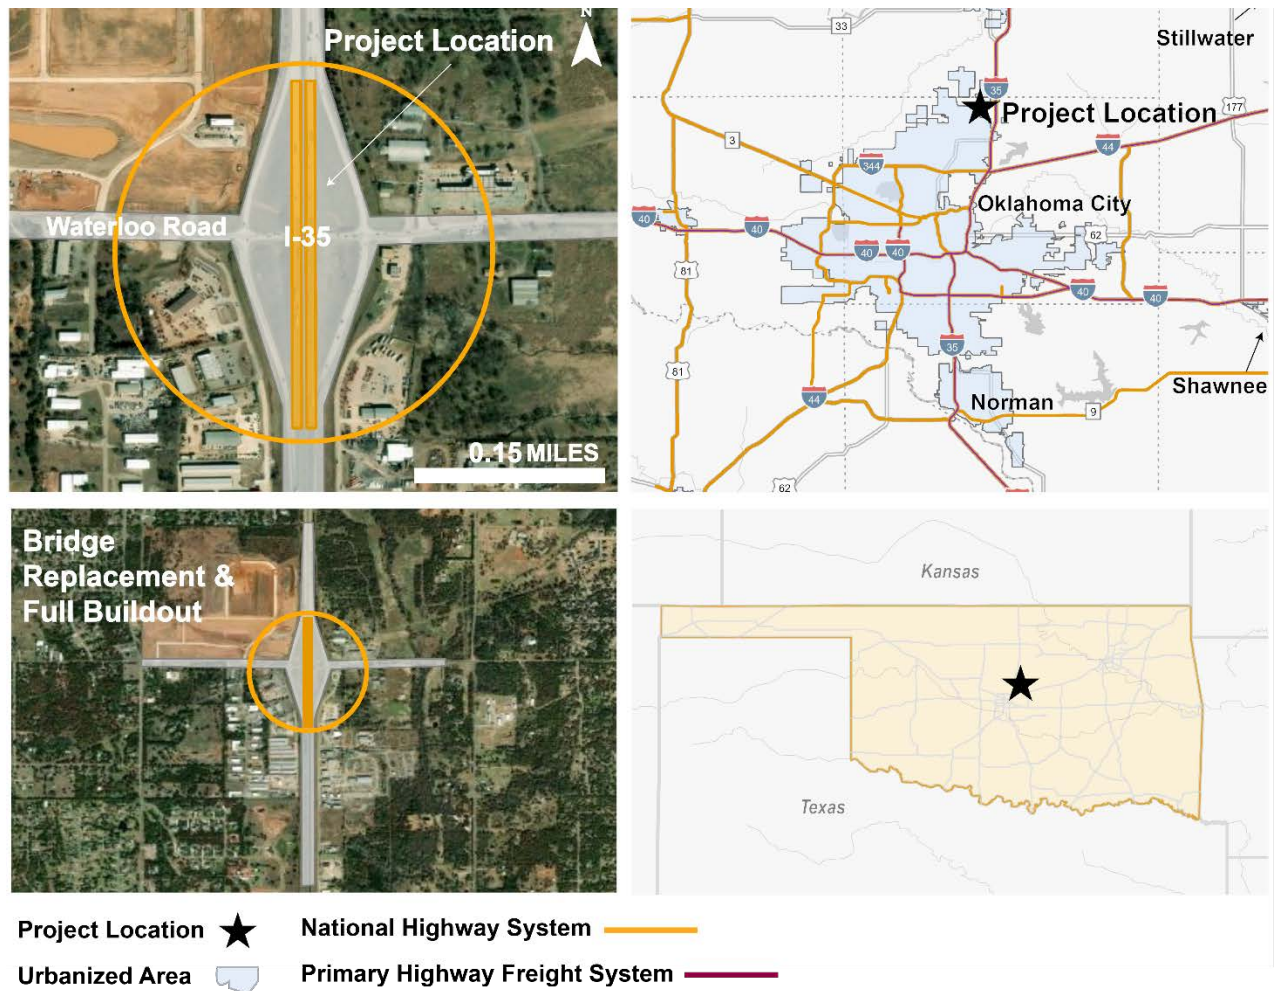 N
Project Location
Waterloo Road
I-35
0.15 MILES
33
Stillwater
35
Project Location
177
3
44
344
Oklahoma City
40
40
62
40
40
81
40
40
35
81
Shawnee
44
Norman
9
62
Bridge
Replacement &
Full Buildout
Kansas
Texas
Project Location
National Highway System
Urbanized Area
Primary Highway Freight System